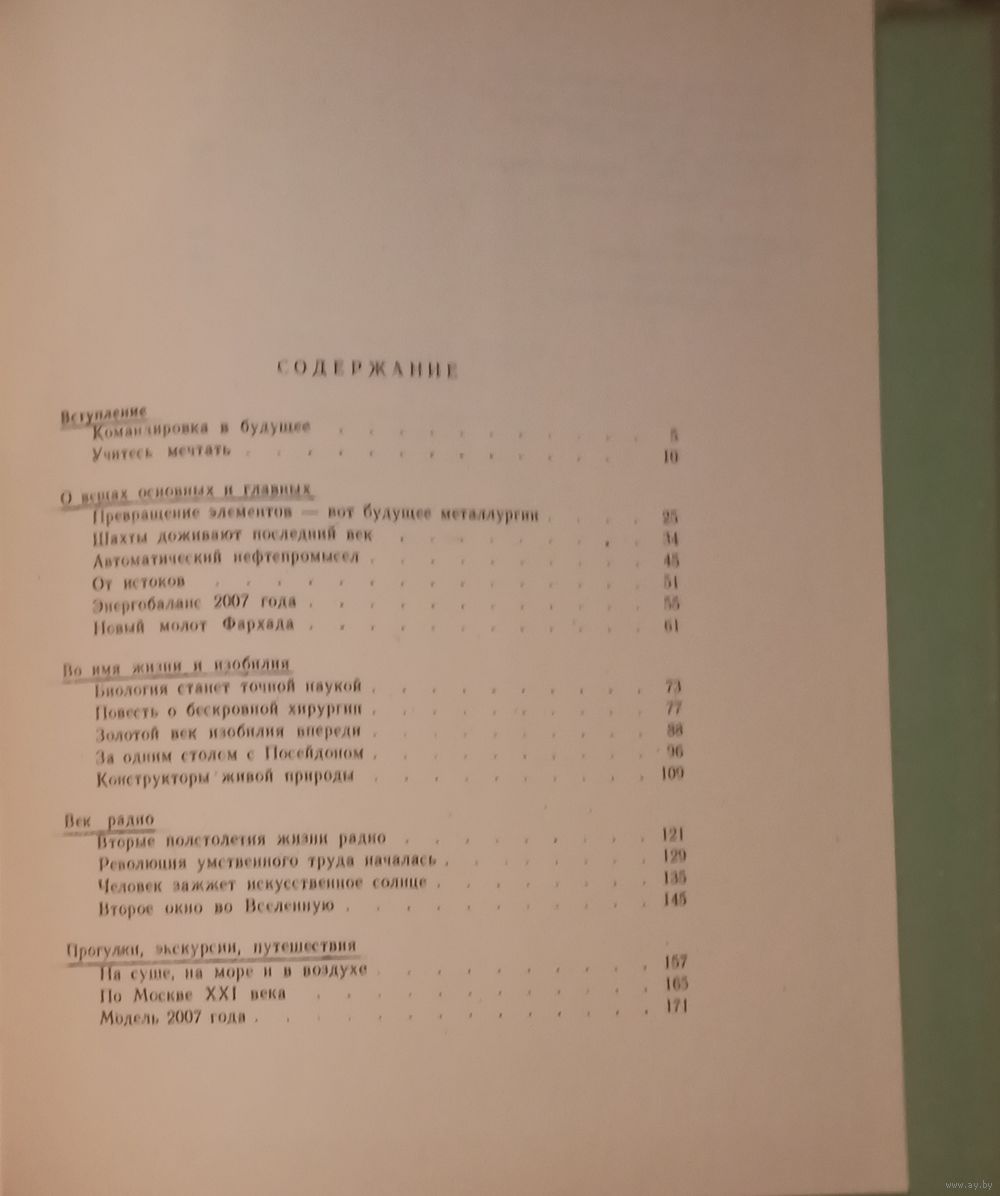 СОДЕРЖАНИЕ
Вступление
Командировка в будущее . . . . . . . . . . . 5
Учитесь мечтать . . . . . . . . . . . . . 10
О вещах основных и главных
Превращение элементов — вот будущее металлургии . . . . 25
Шахты доживают последний век . . . . . . . . . 34
Автоматический нефтепромысел . . . . . . . . . . 45
От истоков . . . . . . . . . . . . . . . 51
Энергобаланс 2007 года . . . . . . . . . . . . 55
Новый молот Фархада . . . . . . . . . . . . 61
Во имя жизни и изобилия
Биология станет точной наукой . . . . . . . . . . 73
Повесть о бескровной хирургии . . . . . . . . . . 77
Золотой век изобилия впереди . . . . . . . . . . 88
За одним столом с Посейдоном . . . . . . . . . . 96
Конструкторы живой природы . . . . . . . . . . 109
Век радио
Вторые полстолетия жизни радио . . . . . . . . . 121
Революция умственного труда началась . . . . . . . . 129
Человек зажжет искусственное солнце . . . . . . . . 135
Второе окно во Вселенную . . . . . . . . . . . 145
Прогулки, экскурсии, путешествия
На суше, на море и в воздухе . . . . . . . . . . 157
По Москве XXI века . . . . . . . . . . . . 165
Модель 2007 года . . . . . . . . . . . . . . 171
www.ay.by